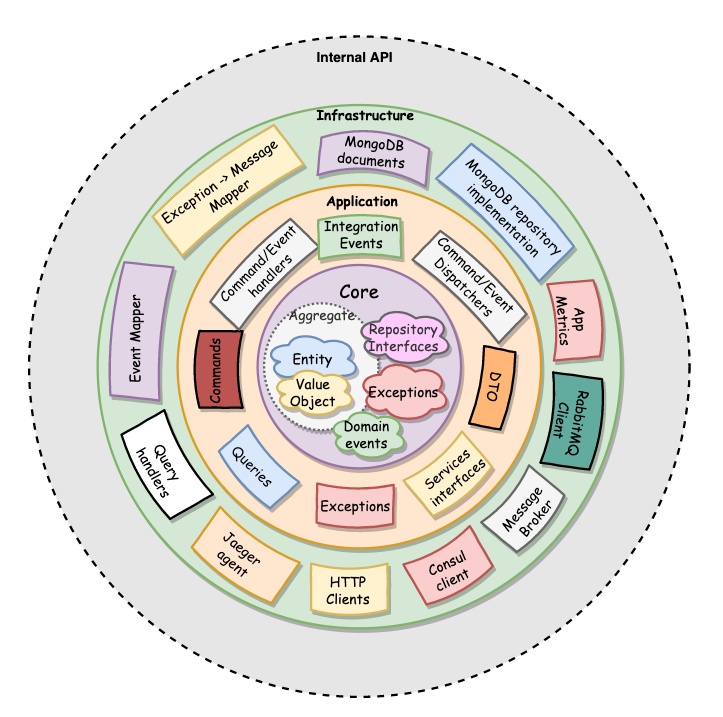 Internal API
Infrastructure
MongoDB
documents
Exception -> Message
Mapper
MongoDB repository
implementation
Application
Integration
Events
Command/Event
handlers
Command/Event
Dispatchers
Event Mapper
App
Metrics
Core
Aggregate
Repository
Interfaces
Entity
Value
Object
Exceptions
Domain
events
Commands
DTO
RabbitMQ
Client
Query
handlers
Queries
Services
interfaces
Exceptions
Message
Broker
Jaeger
agent
HTTP
Clients
Consul
client